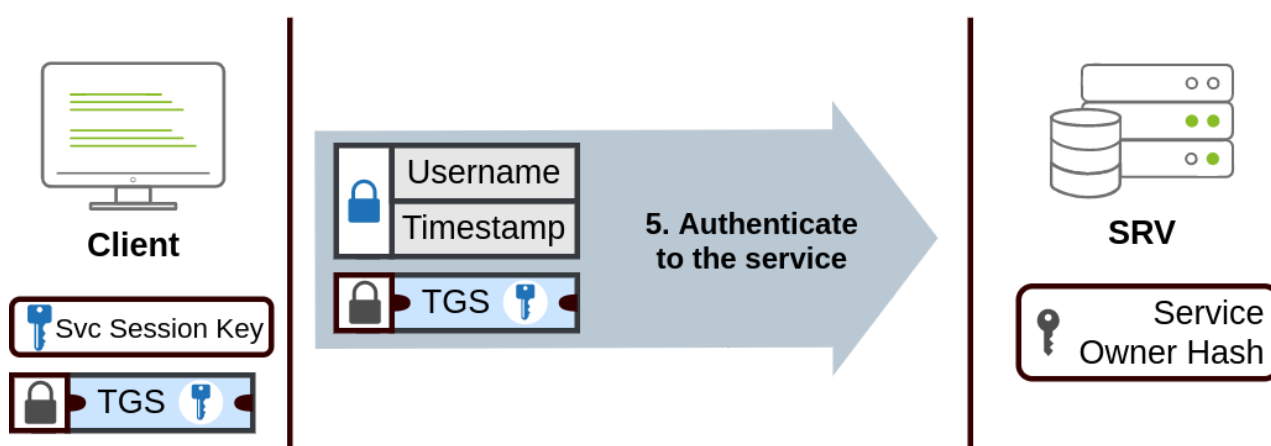 Client
Svc Session Key
TGS
Username
Timestamp
TGS
5. Authenticate
to the service
SRV
Service
Owner Hash